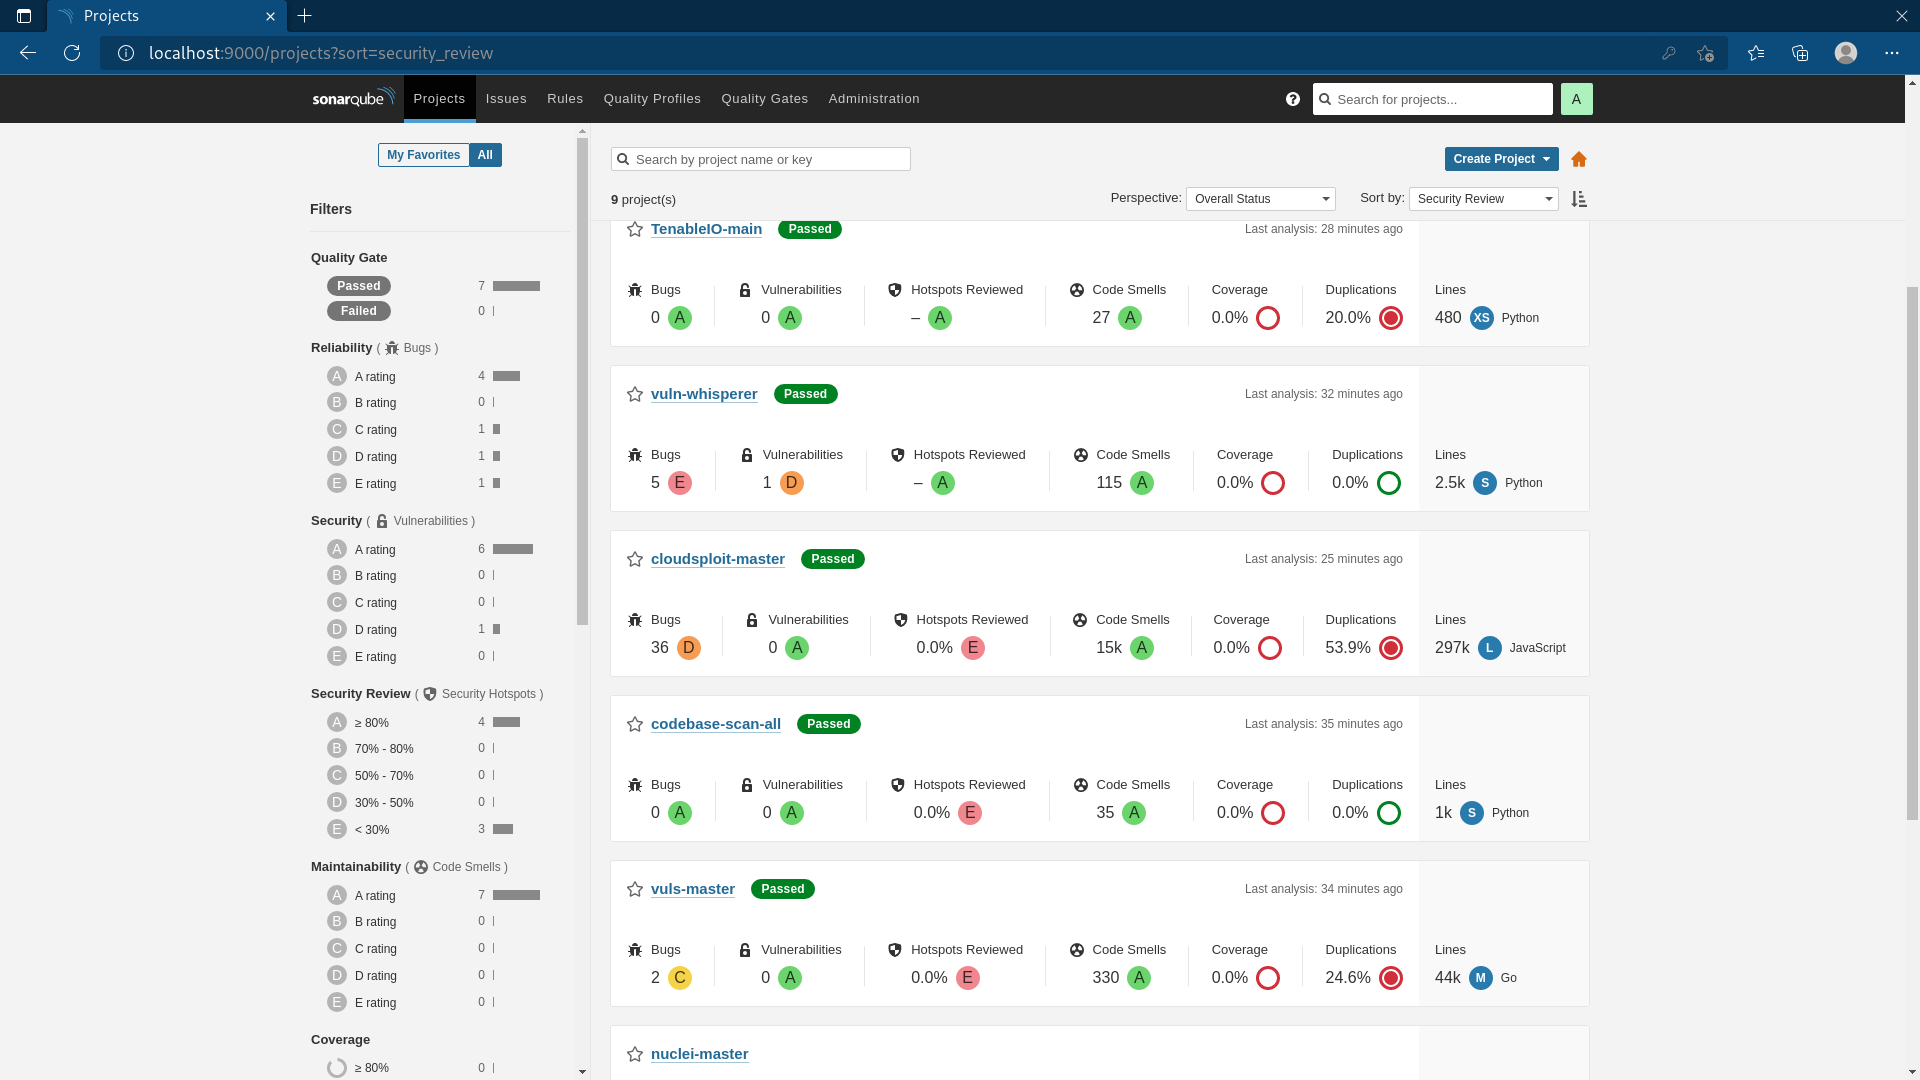 Projects
localhost:9000/projects?sort=security_review
sonarqube Projects Issues Rules Quality Profiles Quality Gates Administration Search for projects... A
My Favorites All
Search by project name or key
Create Project
9 project(s)
Perspective: Overall Status Sort by: Security Review
Filters
Quality Gate
Passed 7
Failed 0
Reliability ( Bugs )
A A rating 4
B B rating 0
C C rating 1
D D rating 1
E E rating 1
Security ( Vulnerabilities )
A A rating 6
B B rating 0
C C rating 0
D D rating 1
E E rating 0
Security Review ( Security Hotspots )
A ≥ 80% 4
B 70% - 80% 0
C 50% - 70% 0
D 30% - 50% 0
E < 30% 3
Maintainability ( Code Smells )
A A rating 7
B B rating 0
C C rating 0
D D rating 0
E E rating 0
Coverage
≥ 80% 0
TenableIO-main Passed Last analysis: 28 minutes ago
Bugs Vulnerabilities Hotspots Reviewed Code Smells Coverage Duplications Lines
0 A 0 A – A 27 A 0.0% 20.0% 480 XS Python
vuln-whisperer Passed Last analysis: 32 minutes ago
Bugs Vulnerabilities Hotspots Reviewed Code Smells Coverage Duplications Lines
5 E 1 D – A 115 A 0.0% 0.0% 2.5k S Python
cloudsploit-master Passed Last analysis: 25 minutes ago
Bugs Vulnerabilities Hotspots Reviewed Code Smells Coverage Duplications Lines
36 D 0 A 0.0% E 15k A 0.0% 53.9% 297k L JavaScript
codebase-scan-all Passed Last analysis: 35 minutes ago
Bugs Vulnerabilities Hotspots Reviewed Code Smells Coverage Duplications Lines
0 A 0 A 0.0% E 35 A 0.0% 0.0% 1k S Python
vuls-master Passed Last analysis: 34 minutes ago
Bugs Vulnerabilities Hotspots Reviewed Code Smells Coverage Duplications Lines
2 C 0 A 0.0% E 330 A 0.0% 24.6% 44k M Go
nuclei-master